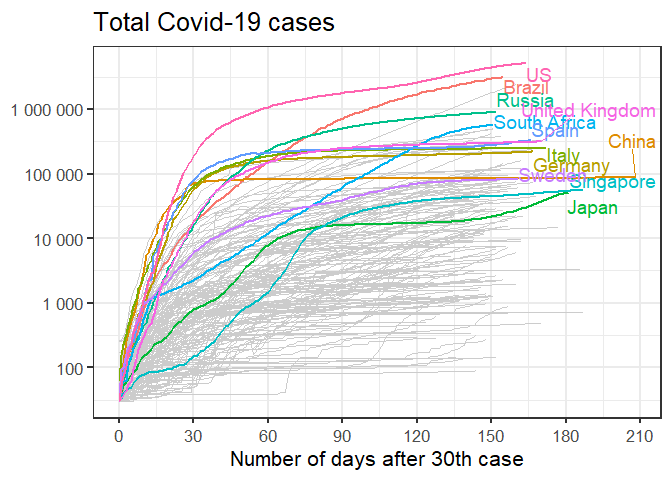 Total Covid-19 cases
US
Brazil
Russia
United Kingdom
South Africa
Spain
China
Italy
Germany
Sweden
Singapore
Japan
1 000 000
100 000
10 000
1 000
100
0 30 60 90 120 150 180 210
Number of days after 30th case